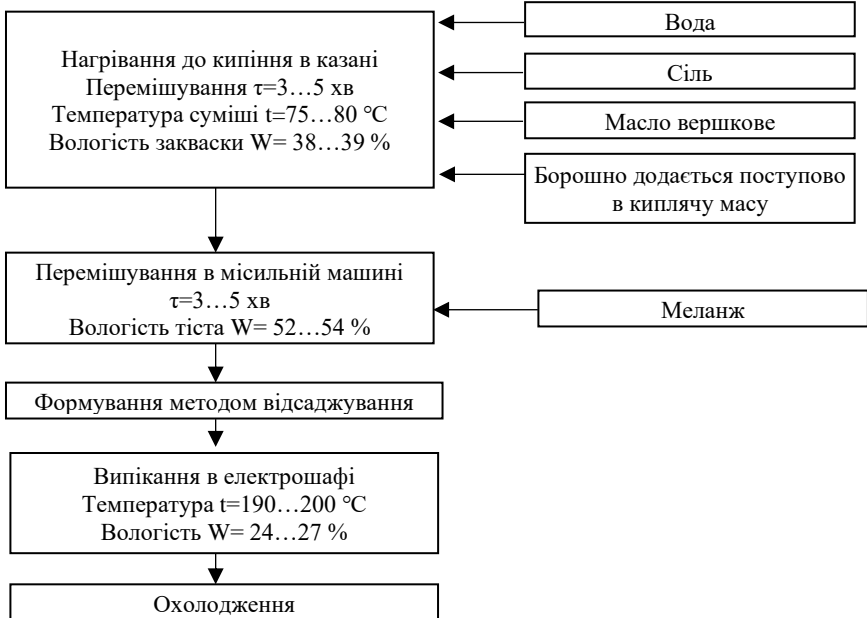 Нагрівання до кипіння в казані
Перемішування τ=3…5 хв
Температура суміші t=75…80 °С
Вологість закваски W= 38…39 %
Вода
Сіль
Масло вершкове
Борошно додається поступово
в киплячу масу
Перемішування в місильній машині
τ=3…5 хв
Вологість тіста W= 52…54 %
Меланж
Формування методом відсаджування
Випікання в електрошафі
Температура t=190…200 °С
Вологість W= 24…27 %
Охолодження